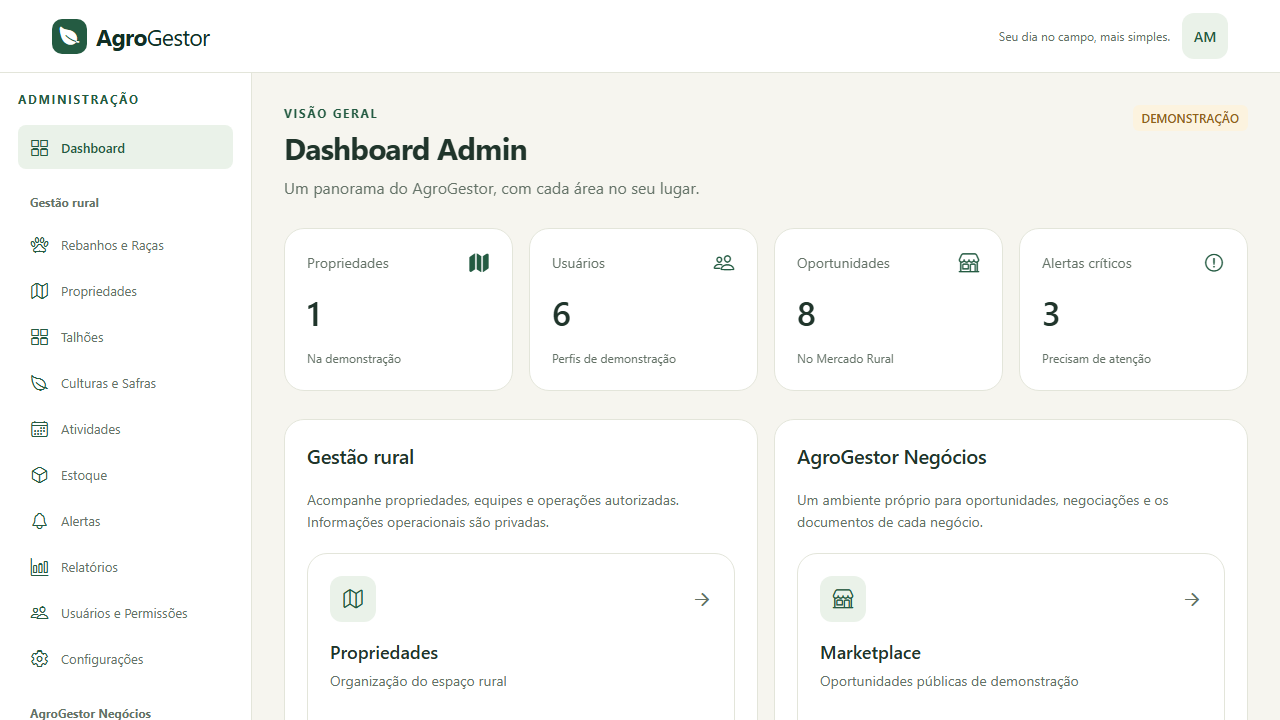 AgroGestor
Seu dia no campo, mais simples.
AM
ADMINISTRAÇÃO
Dashboard
Gestão rural
Rebanhos e Raças
Propriedades
Talhões
Culturas e Safras
Atividades
Estoque
Alertas
Relatórios
Usuários e Permissões
Configurações
AgroGestor Negócios
VISÃO GERAL
DEMONSTRAÇÃO
Dashboard Admin
Um panorama do AgroGestor, com cada área no seu lugar.
Propriedades
1
Na demonstração
Usuários
6
Perfis de demonstração
Oportunidades
8
No Mercado Rural
Alertas críticos
3
Precisam de atenção
Gestão rural
Acompanhe propriedades, equipes e operações autorizadas.
Informações operacionais são privadas.
Propriedades
Organização do espaço rural
AgroGestor Negócios
Um ambiente próprio para oportunidades, negociações e os
documentos de cada negócio.
Marketplace
Oportunidades públicas de demonstração